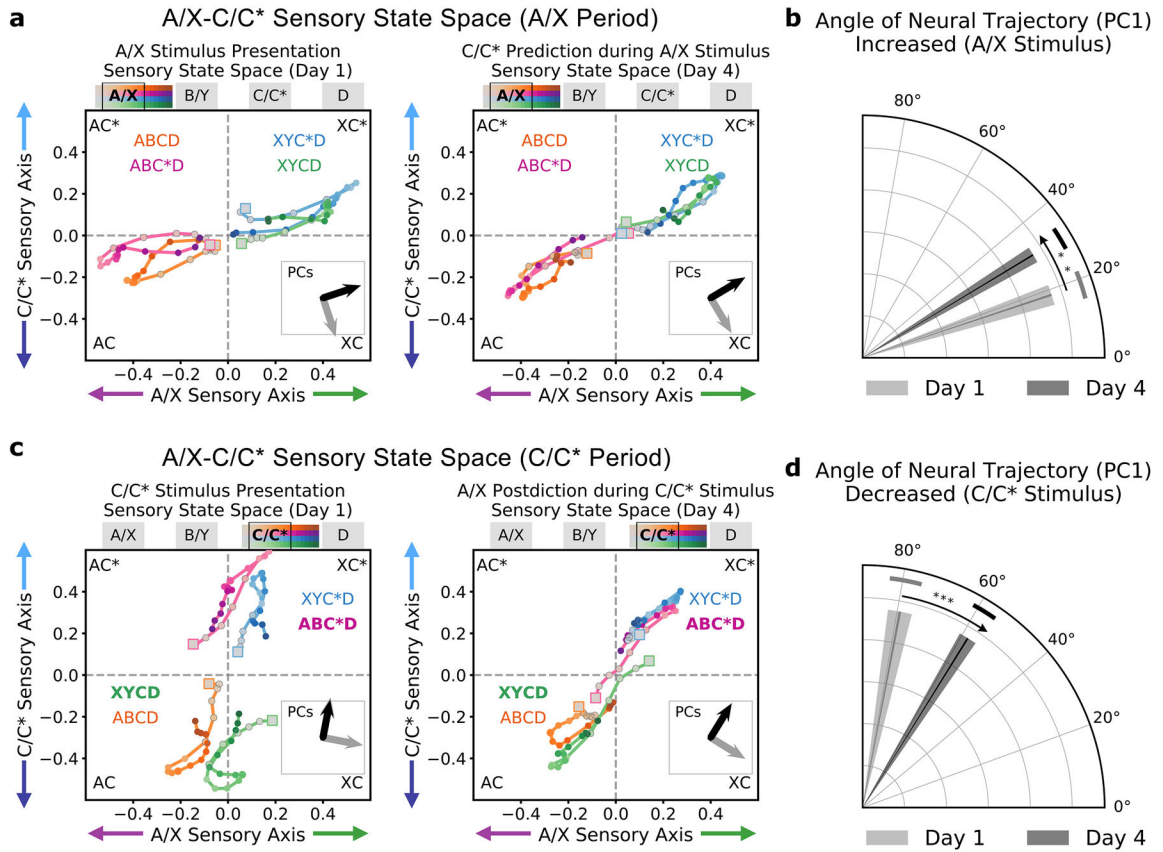 a
A/X-C/C* Sensory State Space (A/X Period)
A/X Stimulus Presentation
Sensory State Space (Day 1)
A/X
B/Y
C/C*
D
AC*
XC*
ABCD
XYC*D
ABC*D
XYCD
PCs
AC
XC
0.4
0.2
0.0
−0.2
−0.4
C/C* Sensory Axis
−0.4 −0.2 0.0 0.2 0.4
A/X Sensory Axis
C/C* Prediction during A/X Stimulus
Sensory State Space (Day 4)
A/X
B/Y
C/C*
D
AC*
XC*
ABCD
XYC*D
ABC*D
XYCD
PCs
AC
XC
0.4
0.2
0.0
−0.2
−0.4
C/C* Sensory Axis
−0.4 −0.2 0.0 0.2 0.4
A/X Sensory Axis
b
Angle of Neural Trajectory (PC1)
Increased (A/X Stimulus)
80°
60°
40°
20°
0°
**
Day 1
Day 4
c
A/X-C/C* Sensory State Space (C/C* Period)
C/C* Stimulus Presentation
Sensory State Space (Day 1)
A/X
B/Y
C/C*
D
AC*
XC*
XYC*D
ABC*D
XYCD
ABCD
PCs
AC
XC
0.4
0.2
0.0
−0.2
−0.4
C/C* Sensory Axis
−0.4 −0.2 0.0 0.2 0.4
A/X Sensory Axis
A/X Postdiction during C/C* Stimulus
Sensory State Space (Day 4)
A/X
B/Y
C/C*
D
AC*
XC*
XYC*D
ABC*D
XYCD
ABCD
PCs
AC
XC
0.4
0.2
0.0
−0.2
−0.4
C/C* Sensory Axis
−0.4 −0.2 0.0 0.2 0.4
A/X Sensory Axis
d
Angle of Neural Trajectory (PC1)
Decreased (C/C* Stimulus)
80°
60°
40°
20°
0°
***
Day 1
Day 4